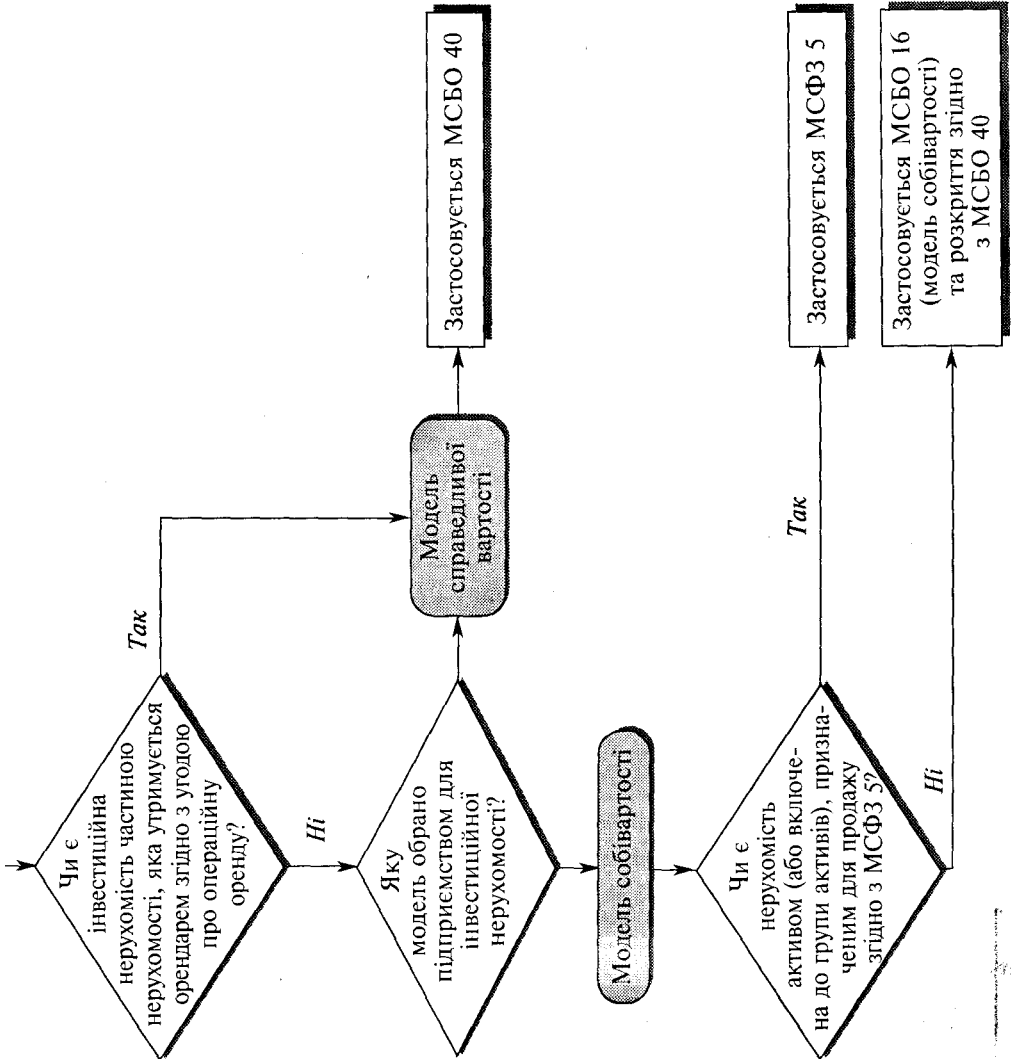 Чи є
інвестиційна
нерухомість частиною
нерухомості, яка утримується
орендарем згідно з угодою
про операційну
оренду?
Так
Ні
Яку
модель обрано
підприємством для
інвестиційної
нерухомості?
Модель
справедливої
вартості
Застосовується МСБО 40
Модель собівартості
Чи є
нерухомість
активом (або включе-
на до групи активів), призна-
ченим для продажу
згідно з МСФЗ 5?
Так
Застосовується МСФЗ 5
Ні
Застосовується МСБО 16
(модель собівартості)
та розкриття згідно
з МСБО 40